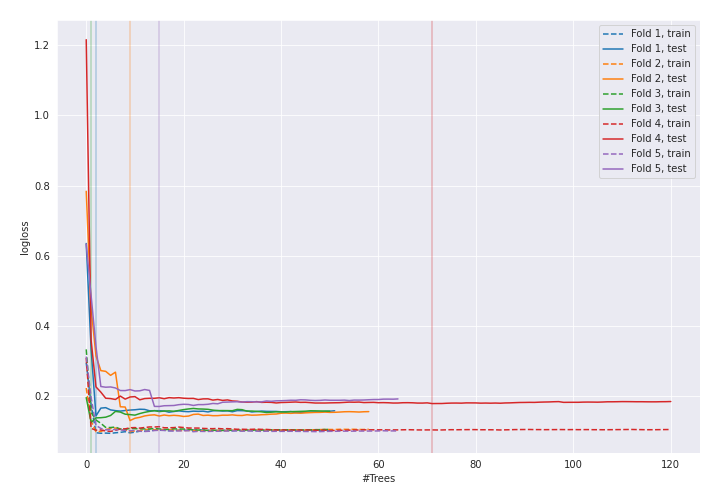 1.2
1.0
0.8
0.6
0.4
0.2
logloss
0
20
40
60
80
100
120
#Trees
Fold 1, train
Fold 1, test
Fold 2, train
Fold 2, test
Fold 3, train
Fold 3, test
Fold 4, train
Fold 4, test
Fold 5, train
Fold 5, test